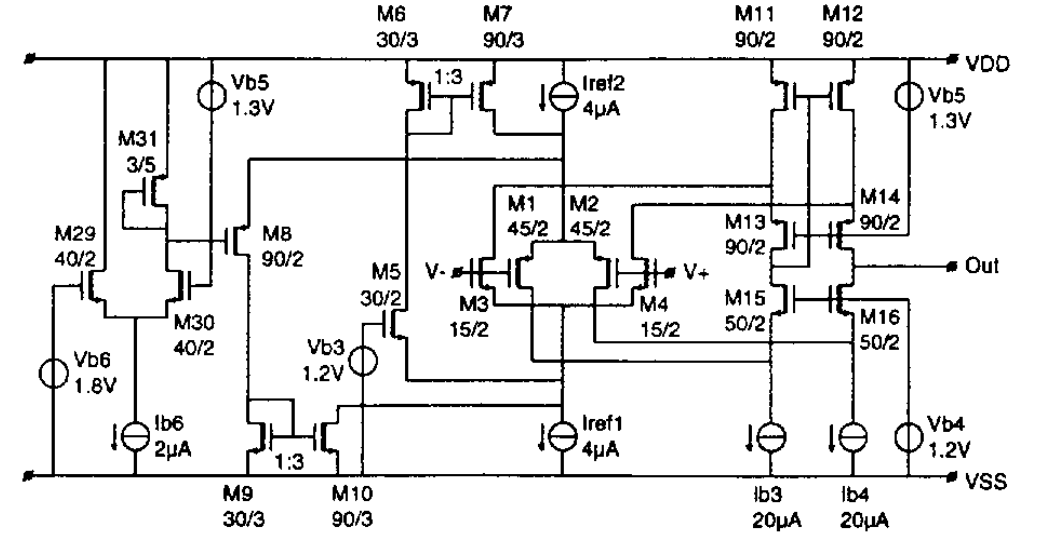 M6
30/3
M7
90/3
M11
90/2
M12
90/2
VDD
1:3
Iref2
4µA
Vb5
1.3V
Vb5
1.3V
M31
3/5
M29
40/2
M8
90/2
M30
40/2
M1
45/2
M2
45/2
M14
90/2
M13
90/2
V-
V+
Out
M5
30/2
M3
15/2
M4
15/2
M15
50/2
M16
50/2
Vb3
1.2V
Vb6
1.8V
Ib6
2µA
1:3
Iref1
4µA
Vb4
1.2V
VSS
M9
30/3
M10
90/3
Ib3
20µA
Ib4
20µA